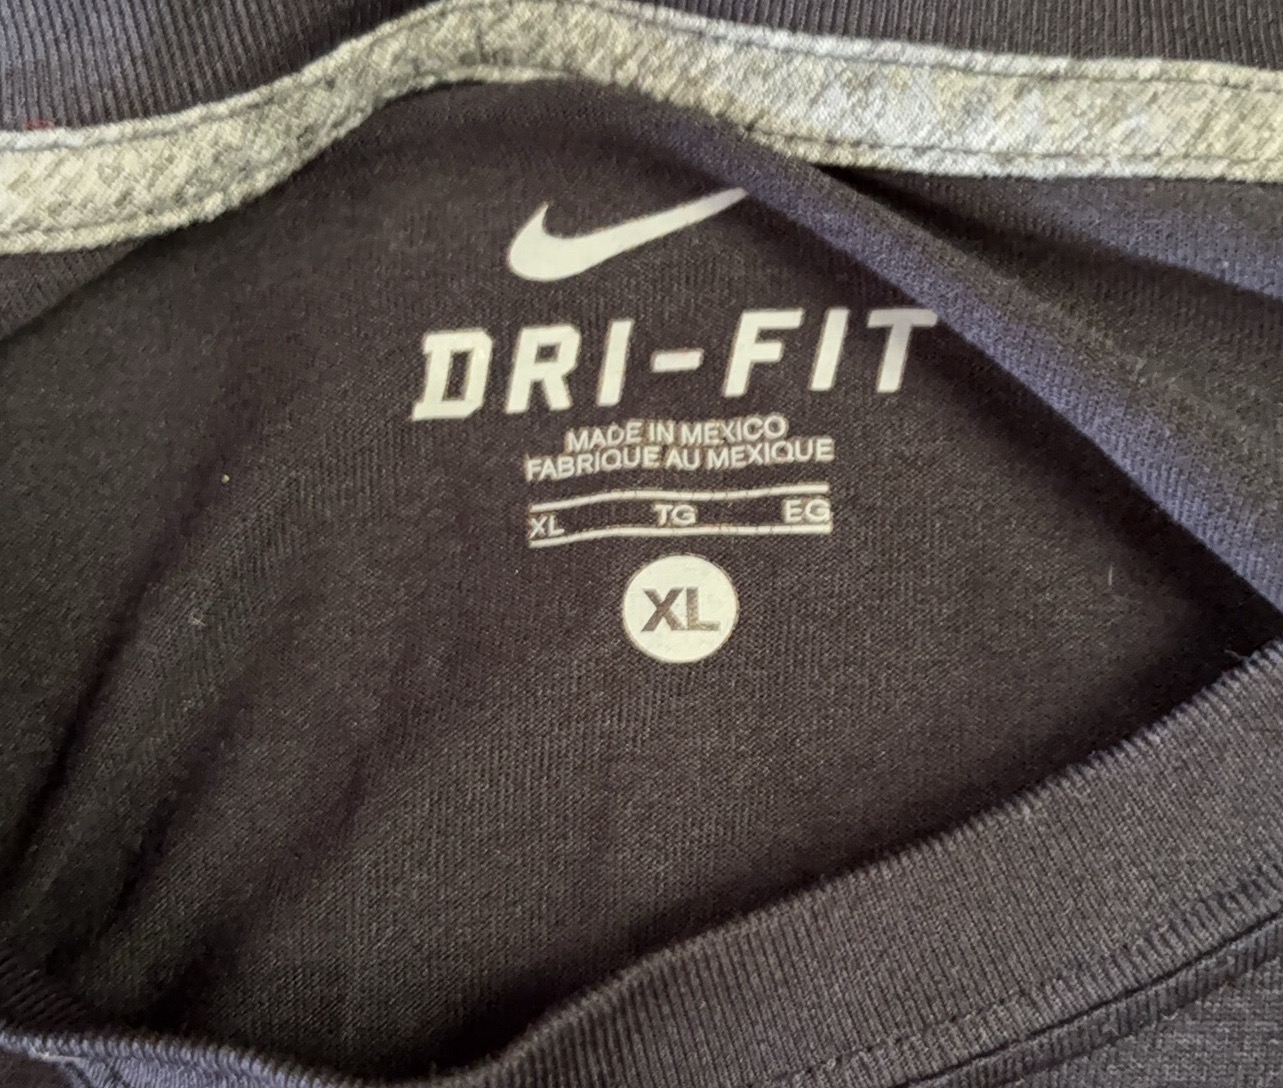 DRI-FIT
MADE IN MEXICO
FABRIQUE AU MEXIQUE
XL TG EG
XL